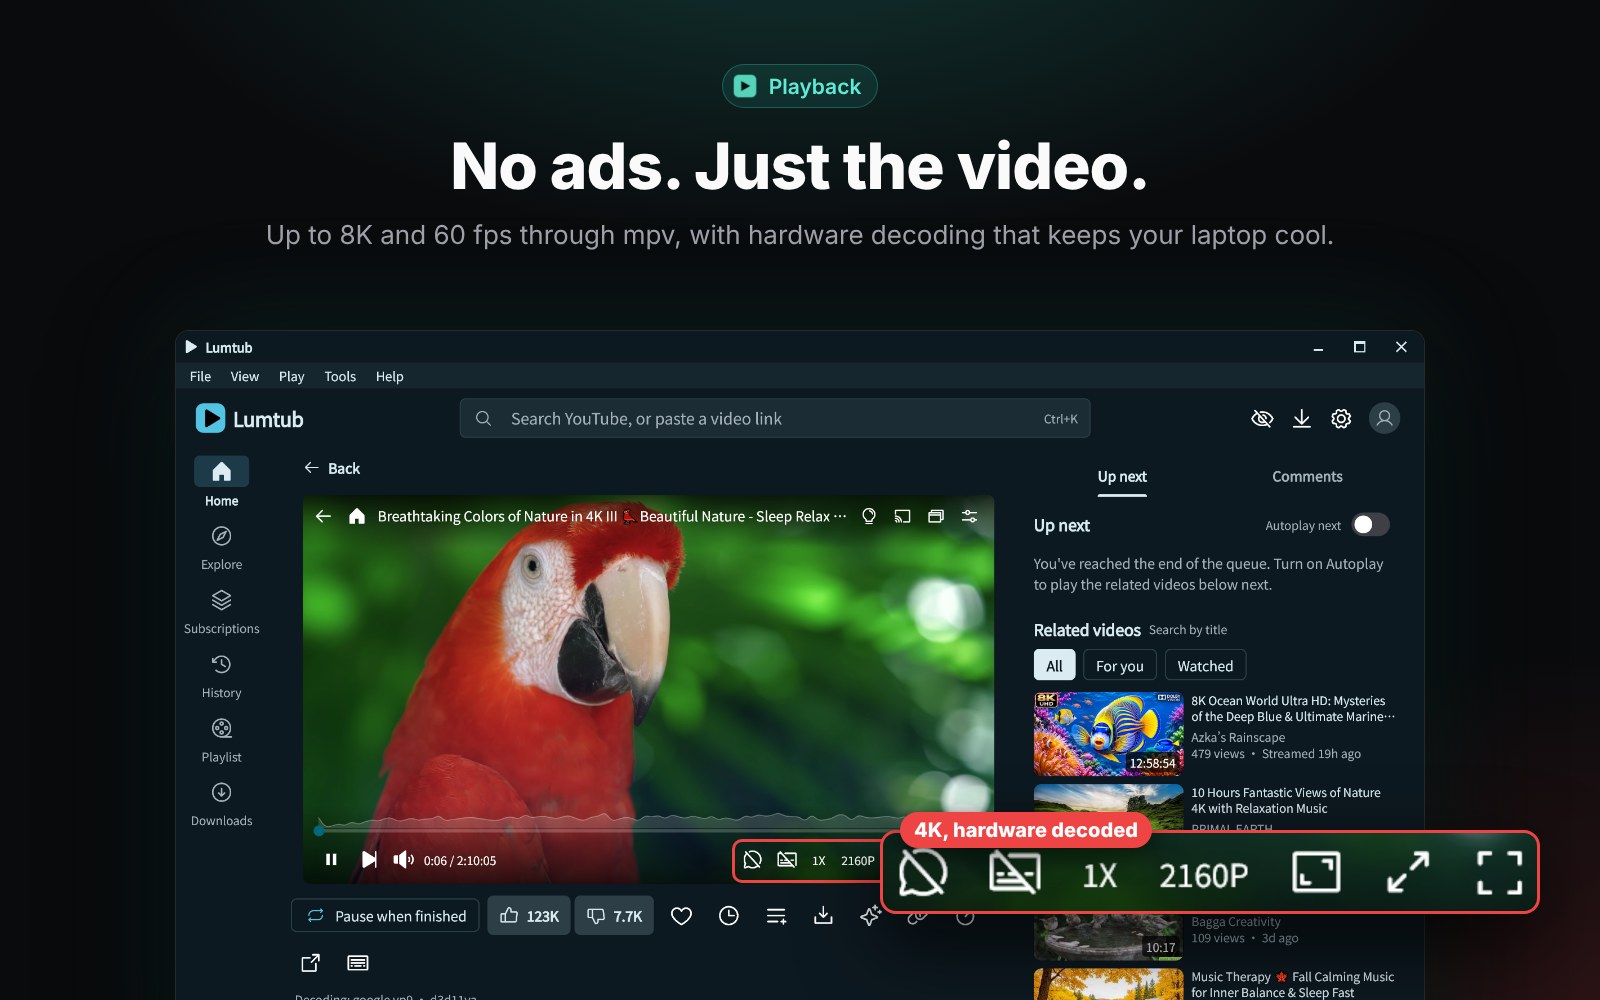 Playback
No ads. Just the video.
Up to 8K and 60 fps through mpv, with hardware decoding that keeps your laptop cool.
Lumtub
File View Play Tools Help
Lumtub
Search YouTube, or paste a video link
Ctrl+K
Home
Explore
Subscriptions
History
Playlist
Downloads
Back
Breathtaking Colors of Nature in 4K III 💃 Beautiful Nature - Sleep Relax ···
0:06 / 2:10:05
1X
2160P
4K, hardware decoded
1X
2160P
Pause when finished
123K
7.7K
Decoding: google vp9 • d3d11va
Up next
Comments
Up next
Autoplay next
You've reached the end of the queue. Turn on Autoplay
to play the related videos below next.
Related videos
Search by title
All
For you
Watched
8K
UHD
12:58:54
8K Ocean World Ultra HD: Mysteries
of the Deep Blue & Ultimate Marine···
Azka's Rainscape
479 views • Streamed 19h ago
10 Hours Fantastic Views of Nature
4K with Relaxation Music
PRIMAL EARTH
Bagga Creativity
109 views • 3d ago
10:17
Music Therapy 🍁 Fall Calming Music
for Inner Balance & Sleep Fast